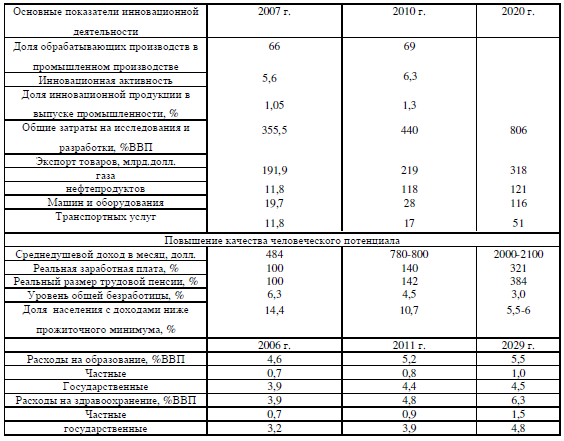 Основные показатели инновационной 2007 г. 2010 г. 2020 г.
деятельности
Доля обрабатывающих производств в 66 69
промышленном производстве
Инновационная активность 5,6 6,3
Доля инновационной продукции в 1,05 1,3
выпуске промышленности, %
Общие затраты на исследования и 355,5 440 806
разработки, %ВВП
Экспорт товаров, млрд.долл.
газа 191,9 219 318
нефтепродуктов 11,8 118 121
Машин и оборудования 19,7 28 116
Транспортных услуг 11,8 17 51
Повышение качества человеческого потенциала
Среднедушевой доход в месяц, долл. 484 780-800 2000-2100
Реальная заработная плата, % 100 140 321
Реальный размер трудовой пенсии, % 100 142 384
Уровень общей безработицы, % 6,3 4,5 3,0
Доля населения с доходами ниже 14,4 10,7 5,5-6
прожиточного минимума, %
2006 г. 2011 г. 2029 г.
Расходы на образование, %ВВП 4,6 5,2 5,5
Частные 0,7 0,8 1,0
Государственные 3,9 4,4 4,5
Расходы на здравоохранение, %ВВП 3,9 4,8 6,3
Частные 0,7 0,9 1,5
государственные 3,2 3,9 4,8